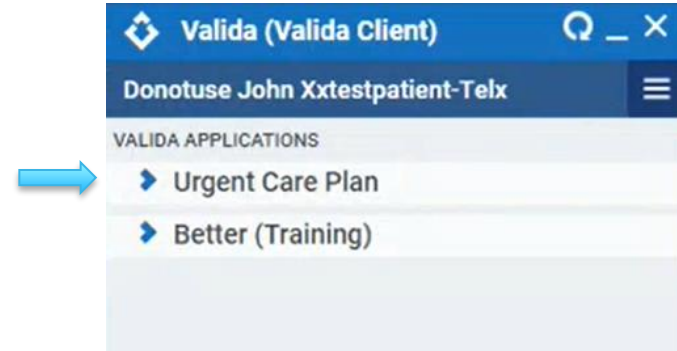 Valida (Valida Client)
Donotuse John Xxtestpatient-Telx
VALIDA APPLICATIONS
Urgent Care Plan
Better (Training)